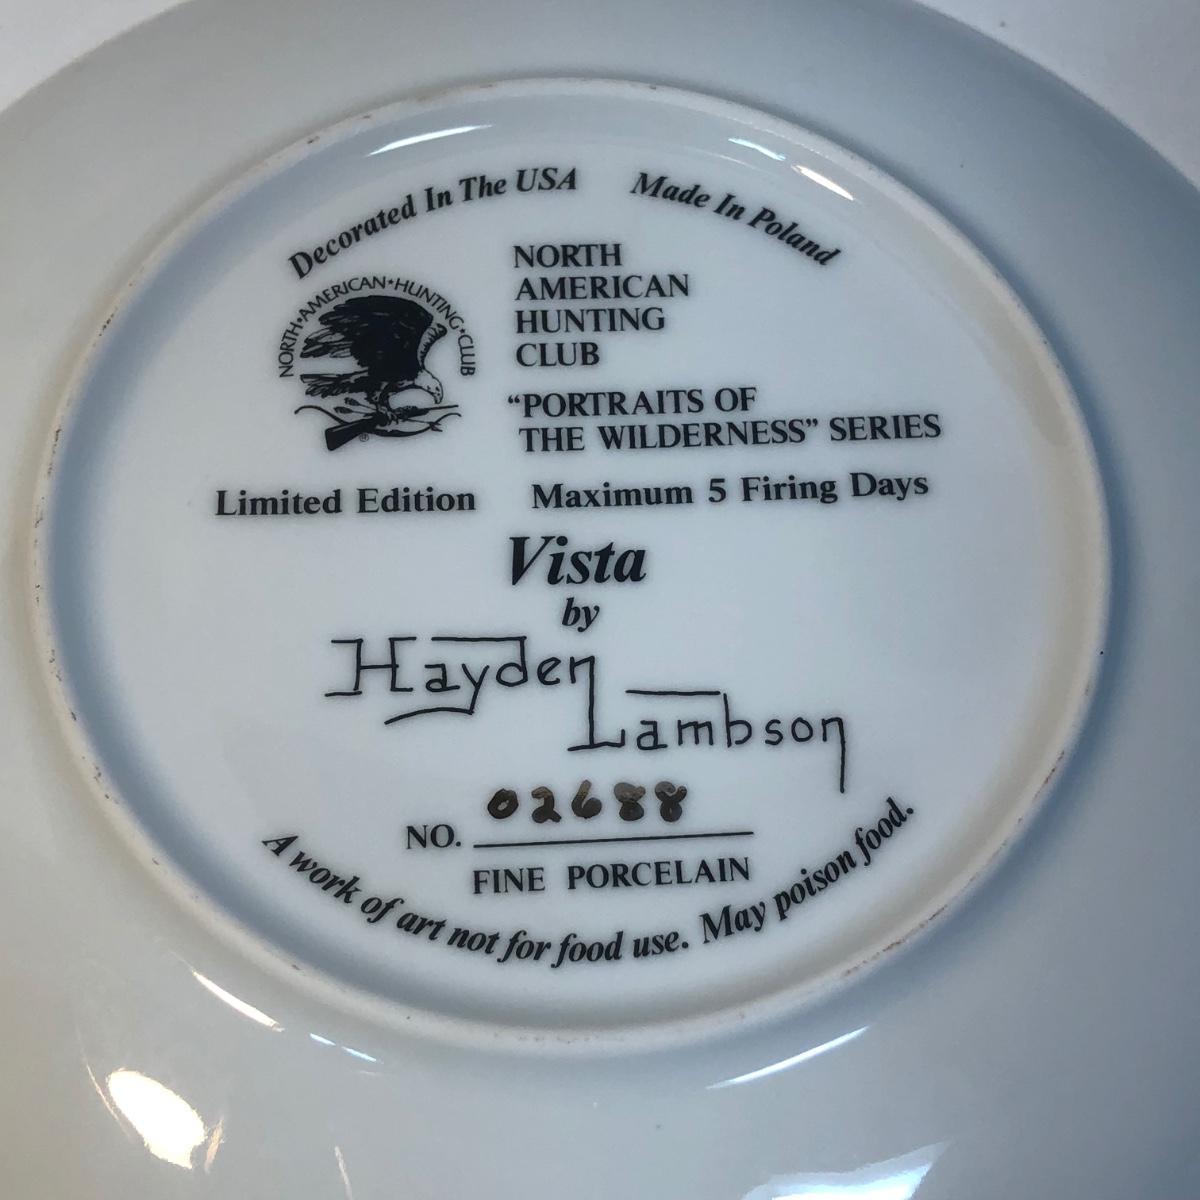 Decorated In The USA Made In Poland
NORTH•AMERICAN•HUNTING•CLUB
®
NORTH
AMERICAN
HUNTING
CLUB
“PORTRAITS OF
THE WILDERNESS” SERIES
Limited Edition Maximum 5 Firing Days
Vista
by
Hayden
Lambson
NO. 02688
FINE PORCELAIN
A work of art not for food use. May poison food.